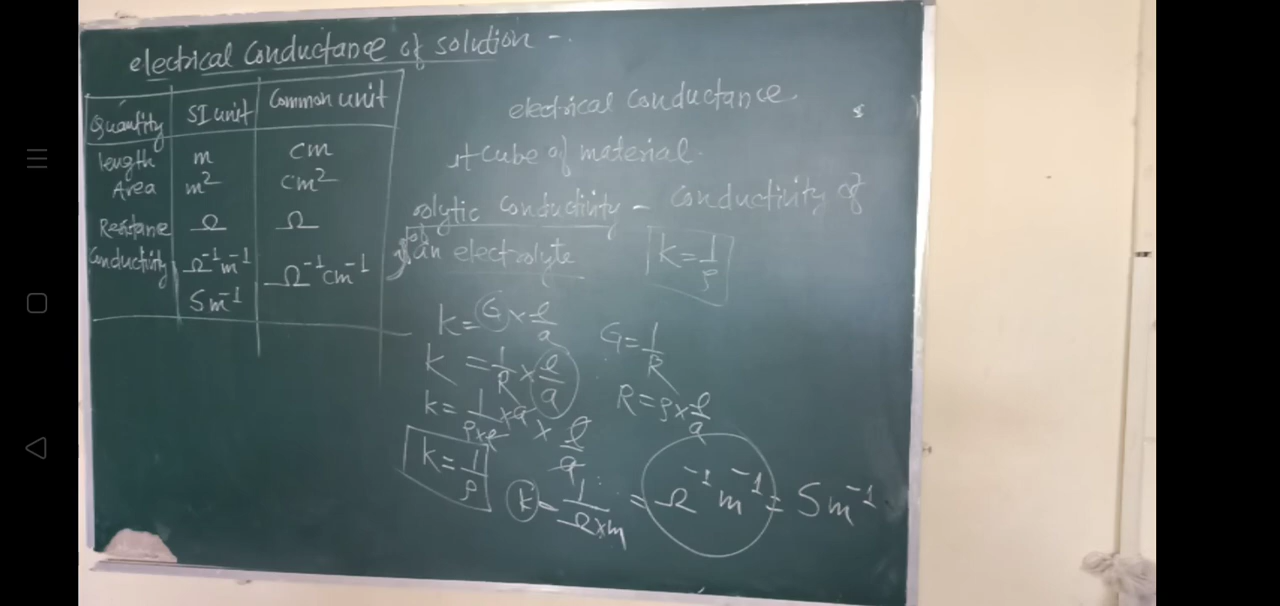 electrical conductance of solution -.
Quantity SI unit Common unit
length m cm
Area m² cm²
Resistance Ω Ω
Conductivity Ω⁻¹m⁻¹ Ω⁻¹cm⁻¹
Sm⁻¹
electrical conductance.
cube of material.
olytic conductivity - conductivity of
an electrolyte K=1/ρ
K=G×l/a
G=1/R
K=1/R×l/a
R=ρ×l/a
K=1/ρ×l×a×l/a
K=1/ρ
K=1/Ω×m=Ω⁻¹m⁻¹=Sm⁻¹